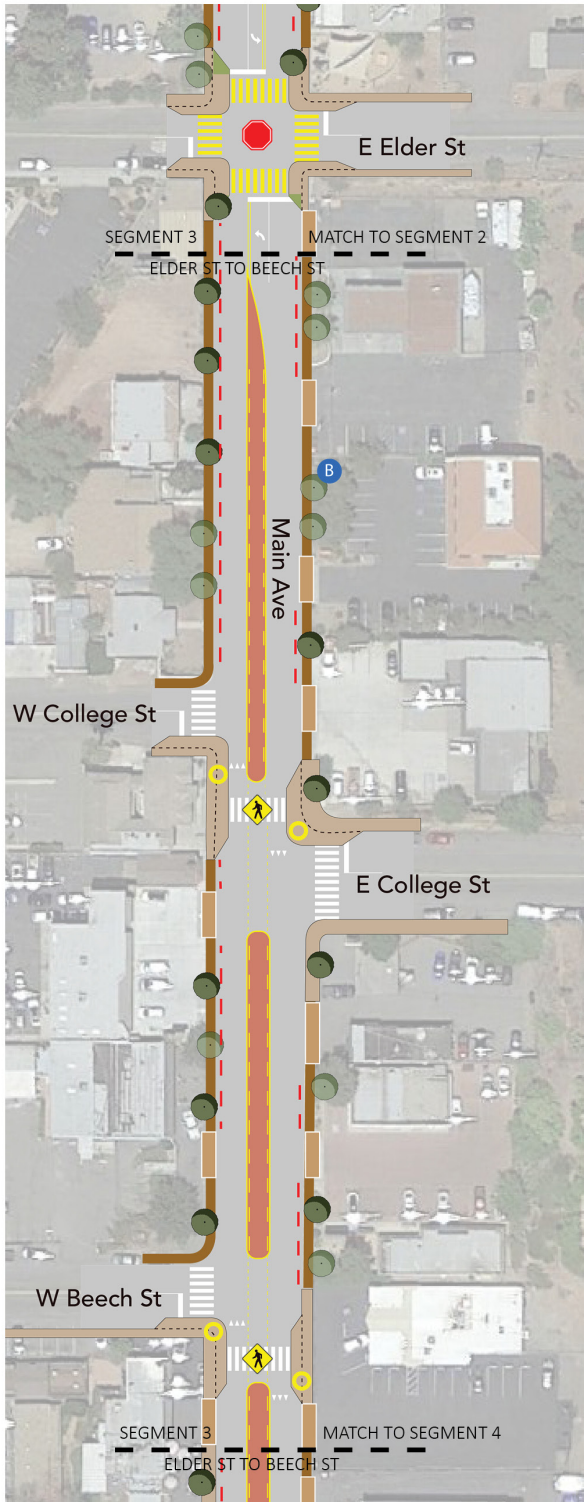 E Elder St
SEGMENT 3 MATCH TO SEGMENT 2
ELDER ST TO BEECH ST
B
Main Ave
W College St
E College St
W Beech St
SEGMENT 3 MATCH TO SEGMENT 4
ELDER ST TO BEECH ST